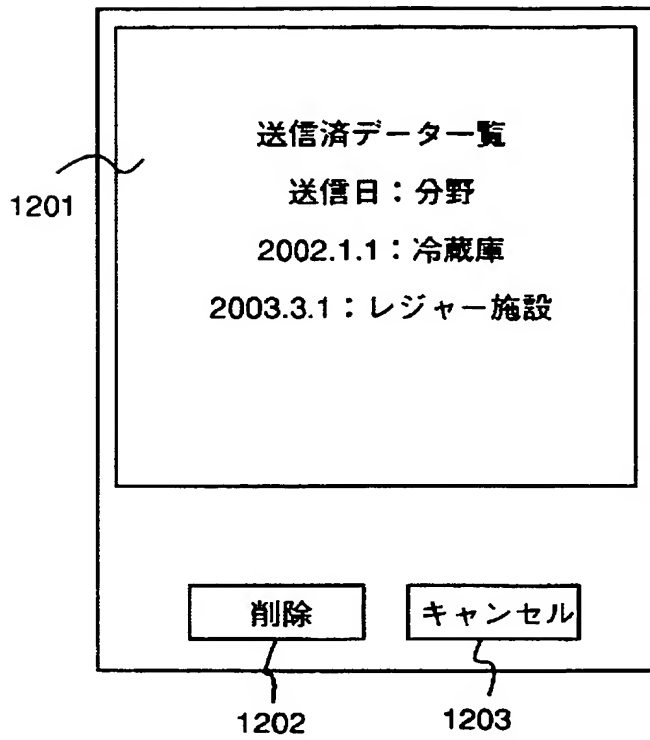 送信済データ一覧
送信日：分野
2002.1.1：冷蔵庫
2003.3.1：レジャー施設
1201
削除 キャンセル
1202 1203